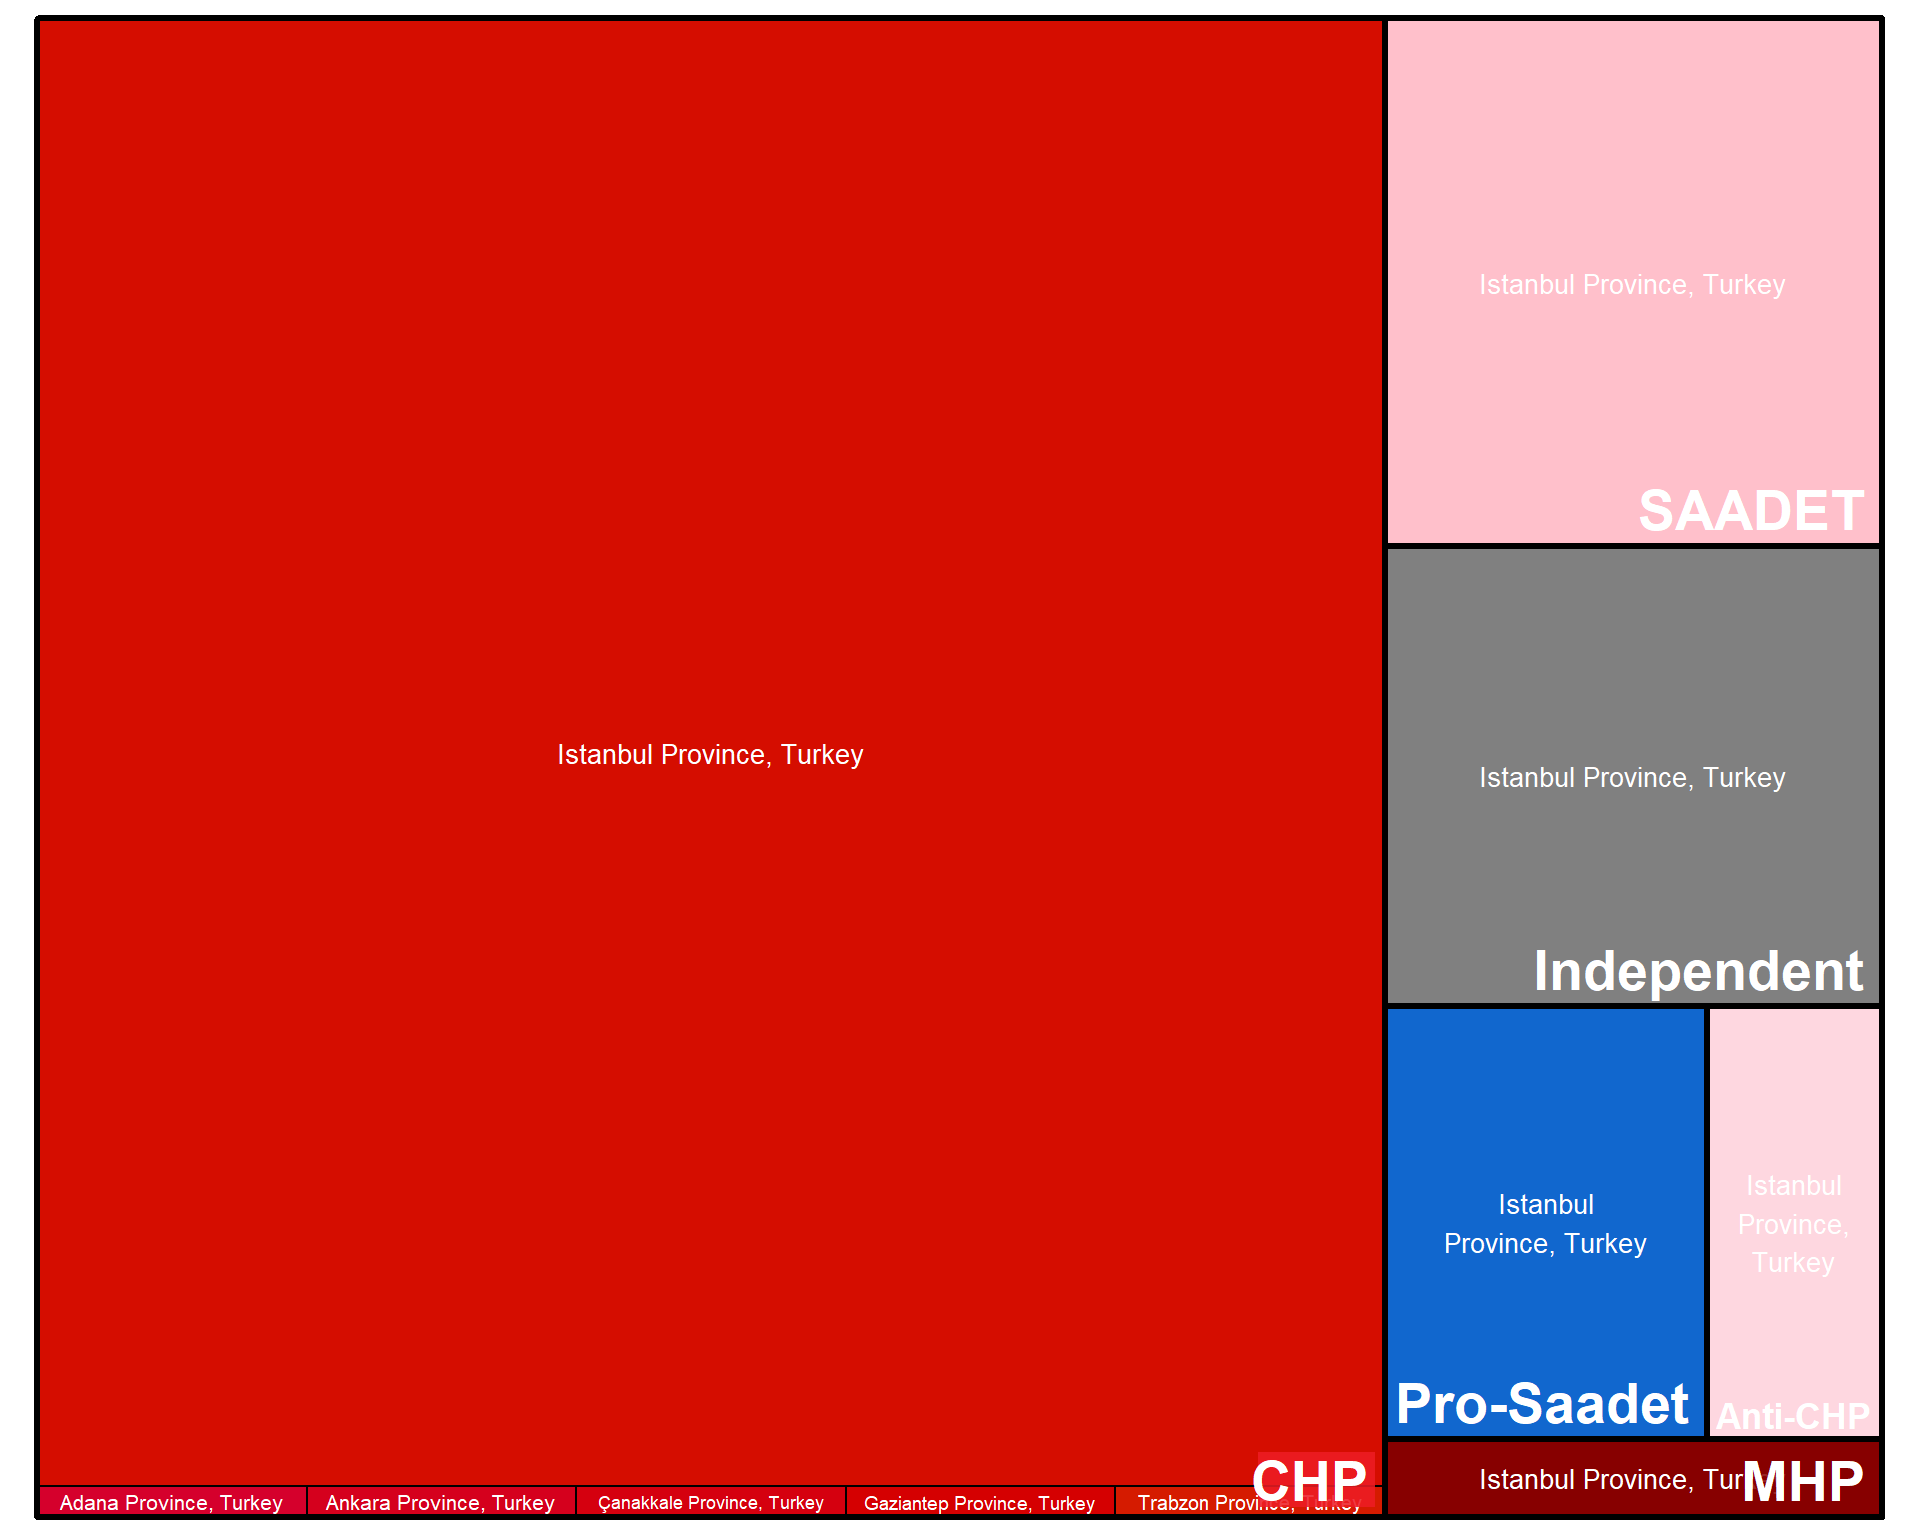 Istanbul Province, Turkey
CHP
Adana Province, Turkey
Ankara Province, Turkey
Çanakkale Province, Turkey
Gaziantep Province, Turkey
Trabzon Province, Turkey
Istanbul Province, Turkey
SAADET
Istanbul Province, Turkey
Independent
Istanbul
Province, Turkey
Pro-Saadet
Istanbul
Province,
Turkey
Anti-CHP
Istanbul Province, Turkey
MHP